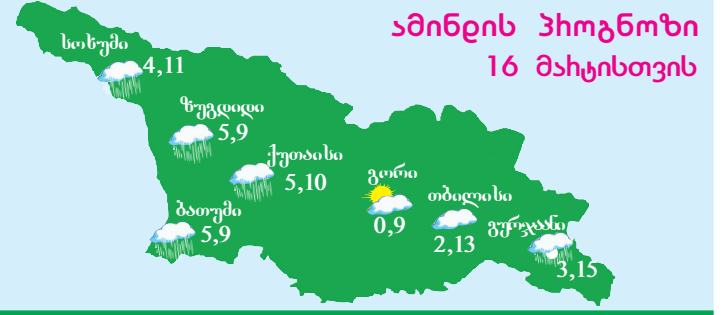 ამინდის პროგნოზი
16 მარტისთვის
სოხუმი
4,11
ზუგდიდი
5,9
ქუთაისი
5,10
გორი
0,9
თბილისი
2,13
ბათუმი
5,9
გურჯაანი
3,15